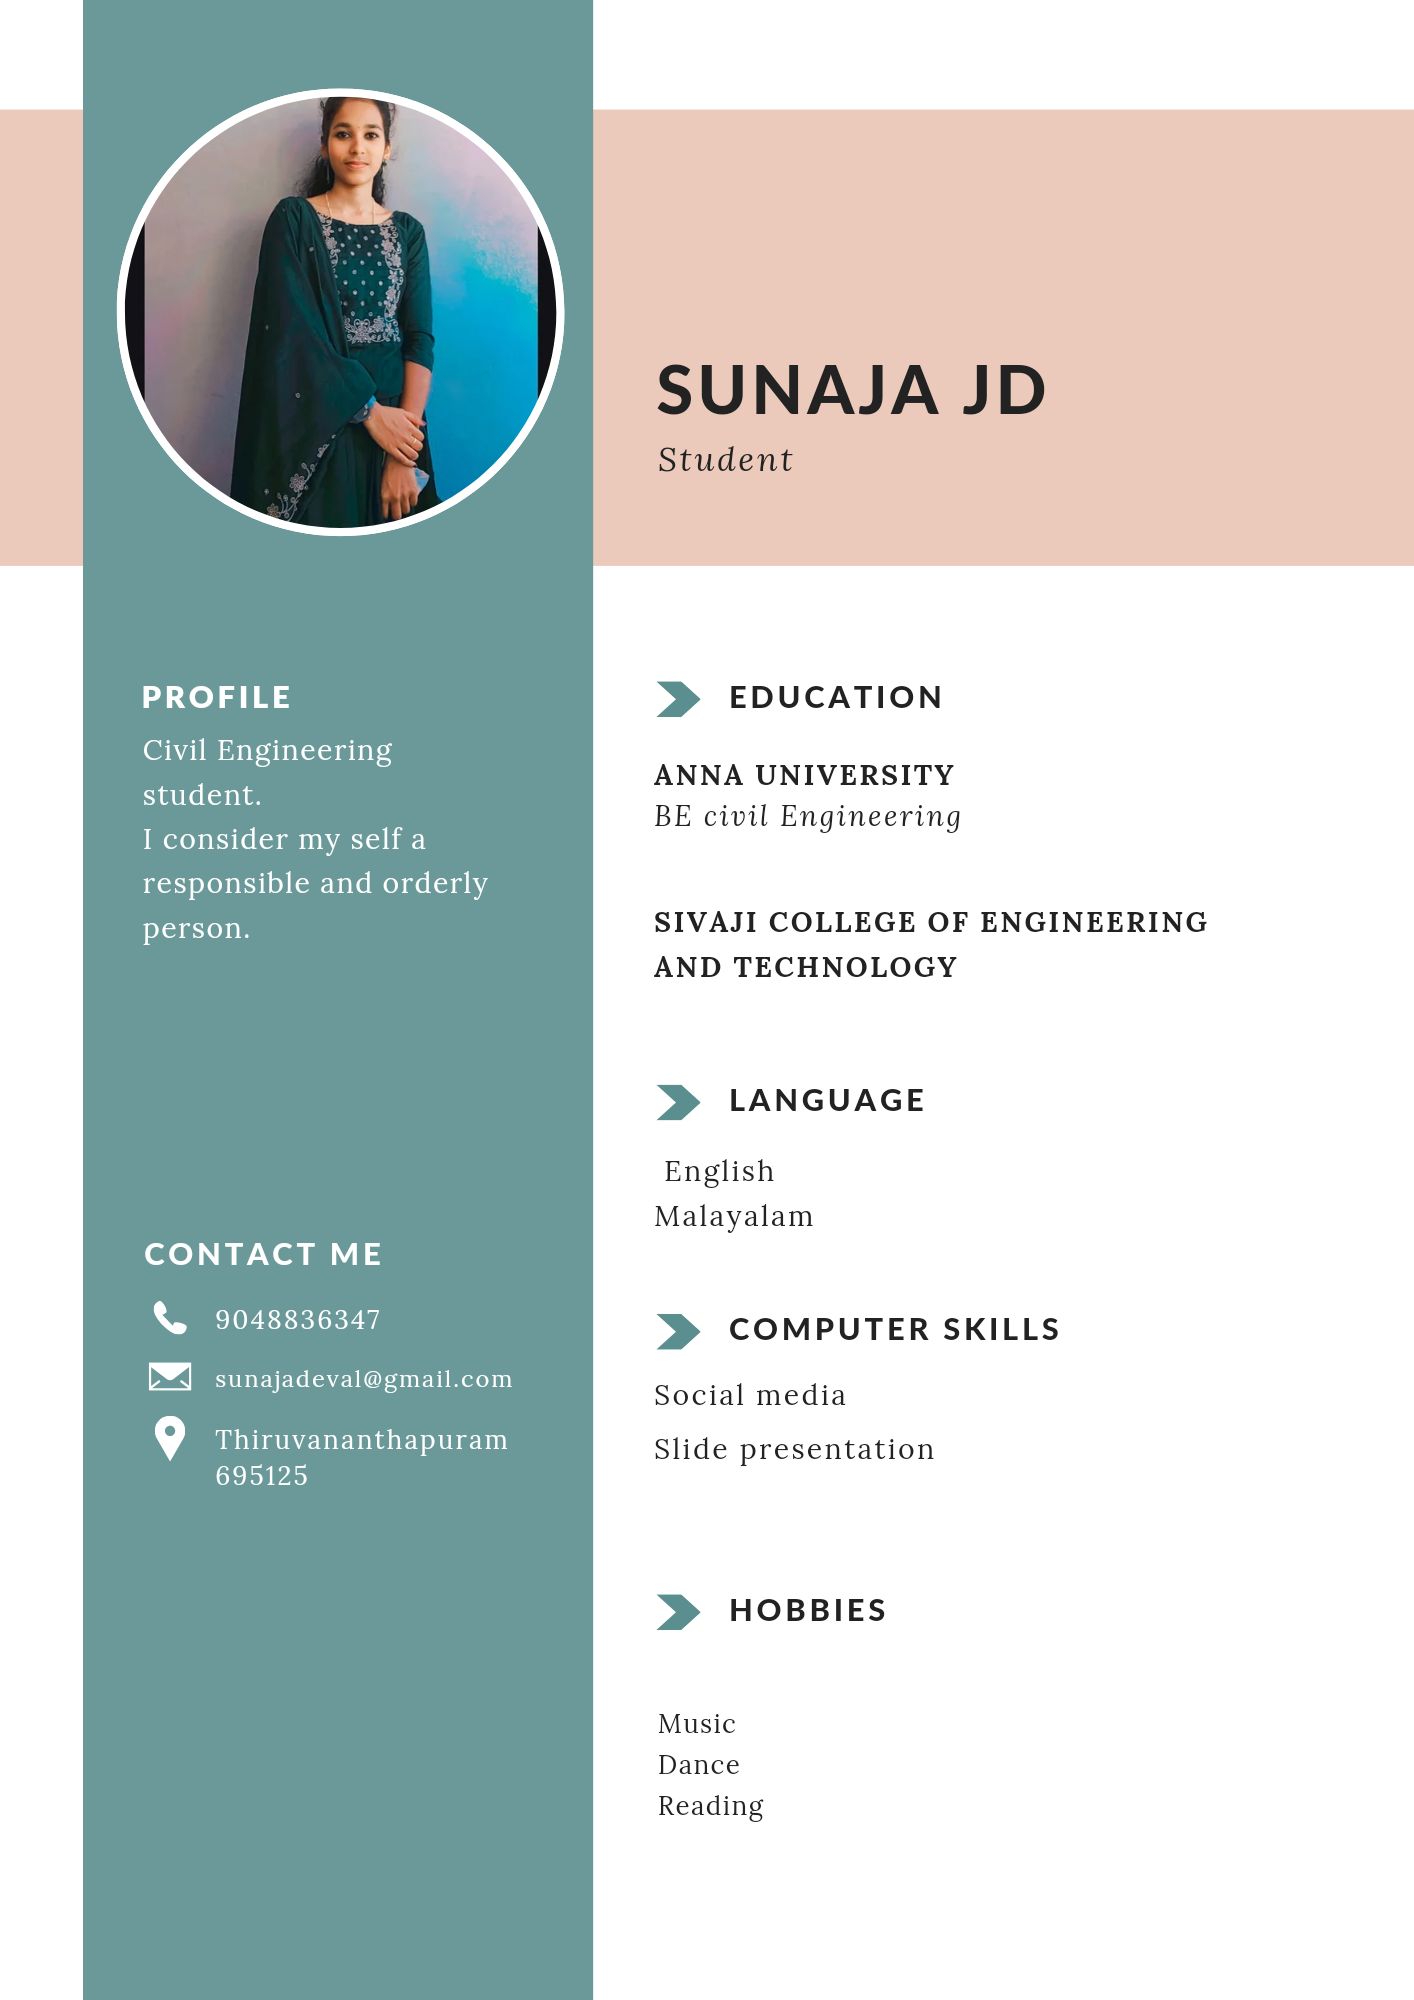 SUNAJA JD
Student
PROFILE
Civil Engineering
student.
I consider my self a
responsible and orderly
person.
CONTACT ME
9048836347
sunajadeval@gmail.com
Thiruvananthapuram
695125
EDUCATION
ANNA UNIVERSITY
BE civil Engineering
SIVAJI COLLEGE OF ENGINEERING
AND TECHNOLOGY
LANGUAGE
English
Malayalam
COMPUTER SKILLS
Social media
Slide presentation
HOBBIES
Music
Dance
Reading